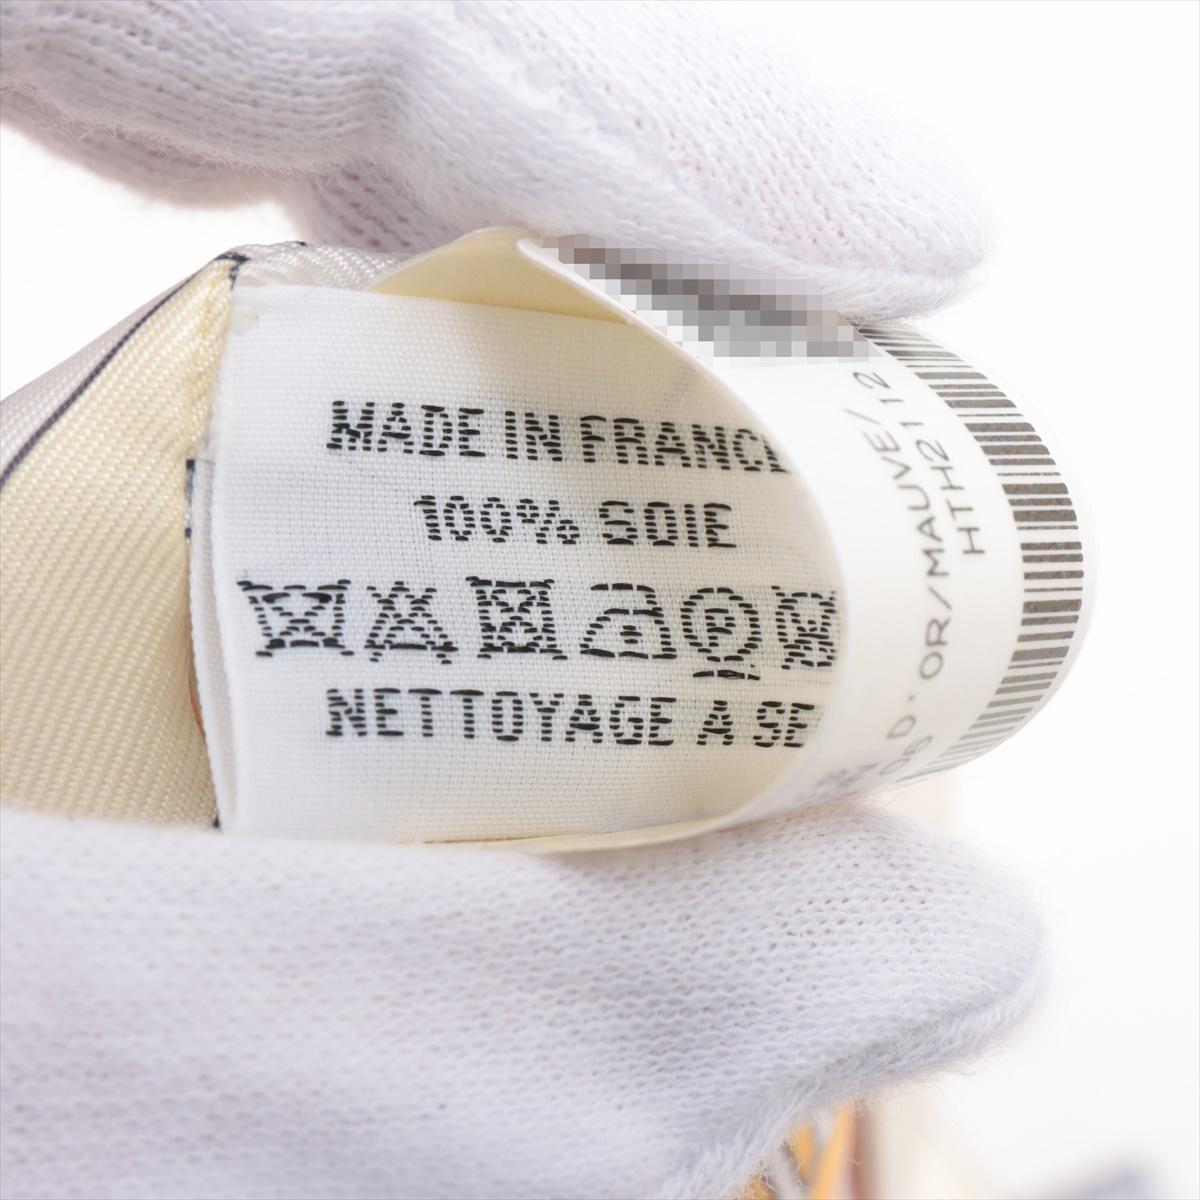 MADE IN FRANCE
100% SOIE
NETTOYAGE A SE
D. OR/MAUVE/
HTH2112